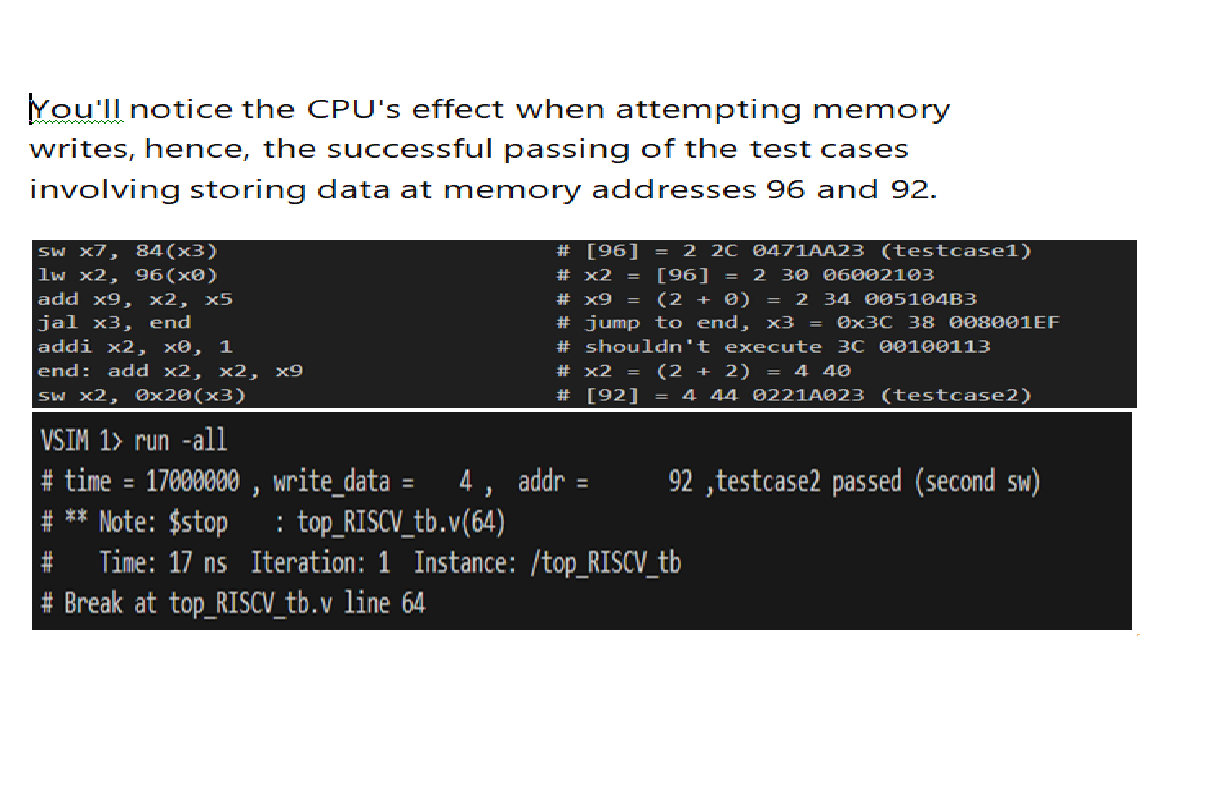 You'll notice the CPU's effect when attempting memory
writes, hence, the successful passing of the test cases
involving storing data at memory addresses 96 and 92.
sw x7, 84(x3) # [96] = 2 2C 0471AA23 (testcase1)
lw x2, 96(x0) # x2 = [96] = 2 30 06002103
add x9, x2, x5 # x9 = (2 + 0) = 2 34 005104B3
jal x3, end # jump to end, x3 = 0x3C 38 008001EF
addi x2, x0, 1 # shouldn't execute 3C 00100113
end: add x2, x2, x9 # x2 = (2 + 2) = 4 40
sw x2, 0x20(x3) # [92] = 4 44 0221A023 (testcase2)
VSIM 1> run -all
# time = 17000000 , write_data = 4 , addr = 92 ,testcase2 passed (second sw)
# ** Note: $stop : top_RISCV_tb.v(64)
# Time: 17 ns Iteration: 1 Instance: /top_RISCV_tb
# Break at top_RISCV_tb.v line 64